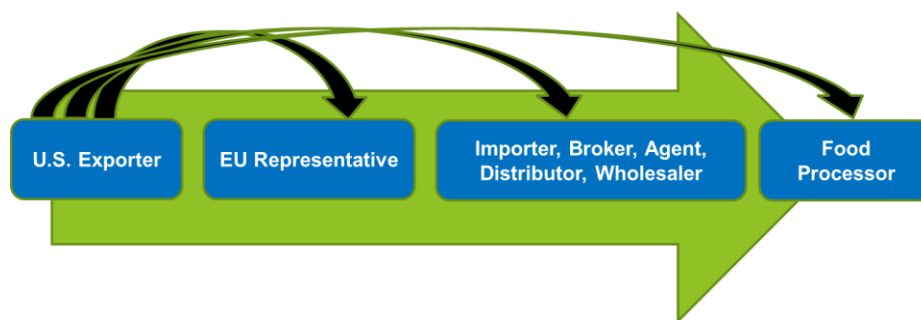 U.S. Exporter
EU Representative
Importer, Broker, Agent,
Distributor, Wholesaler
Food
Processor